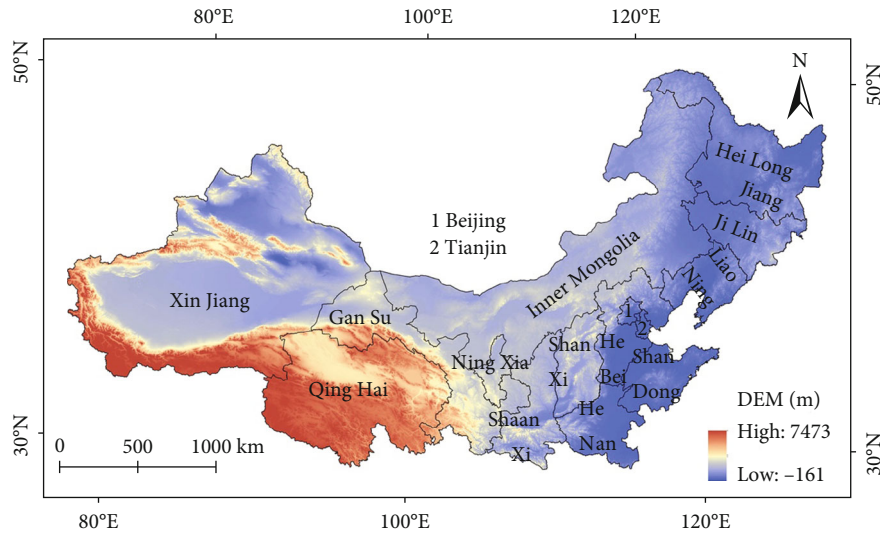 80°E 100°E 120°E
50°N
50°N
N
Hei Long
Jiang
1 Beijing
2 Tianjin
Ji Lin
Liao
Ning
Inner Mongolia
Xin Jiang
Gan Su
1
2
Shan
Xi
He
Bei
Shan
Dong
Ning Xia
Qing Hai
He
Nan
Shaan
Xi
DEM (m)
High: 7473
Low: –161
30°N
30°N
0 500 1000 km
80°E 100°E 120°E